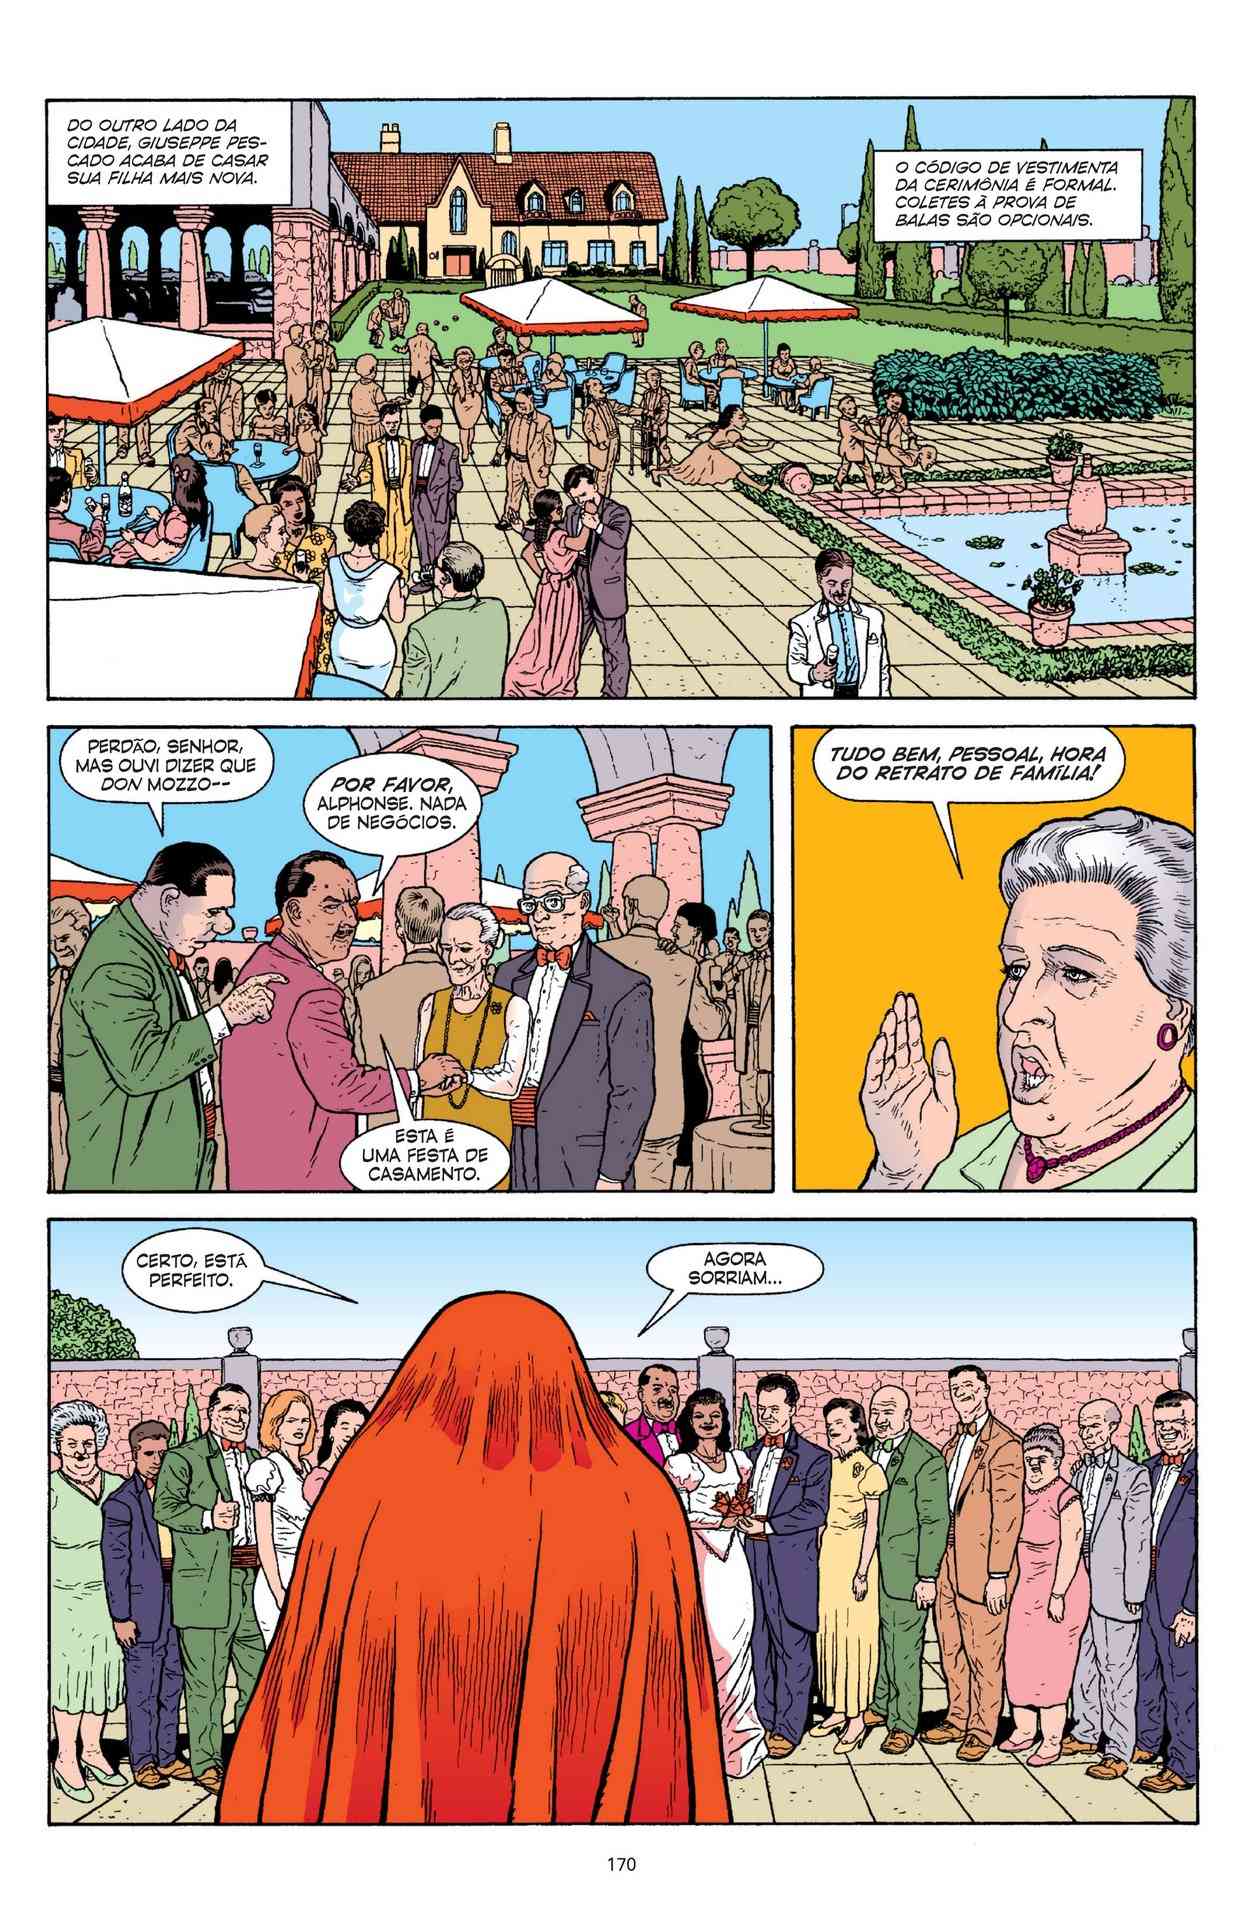 DO OUTRO LADO DA
CIDADE, GIUSEPPE PES-
CADO ACABA DE CASAR
SUA FILHA MAIS NOVA.
O CÓDIGO DE VESTIMENTA
DA CERIMÔNIA É FORMAL.
COLETES À PROVA DE
BALAS SÃO OPCIONAIS.
PERDÃO, SENHOR,
MAS OUVI DIZER QUE
DON MOZZO--
POR FAVOR,
ALPHONSE. NADA
DE NEGÓCIOS.
ESTA É
UMA FESTA DE
CASAMENTO.
TUDO BEM, PESSOAL, HORA
DO RETRATO DE FAMÍLIA!
CERTO, ESTÁ
PERFEITO.
AGORA
SORRIAM...
170